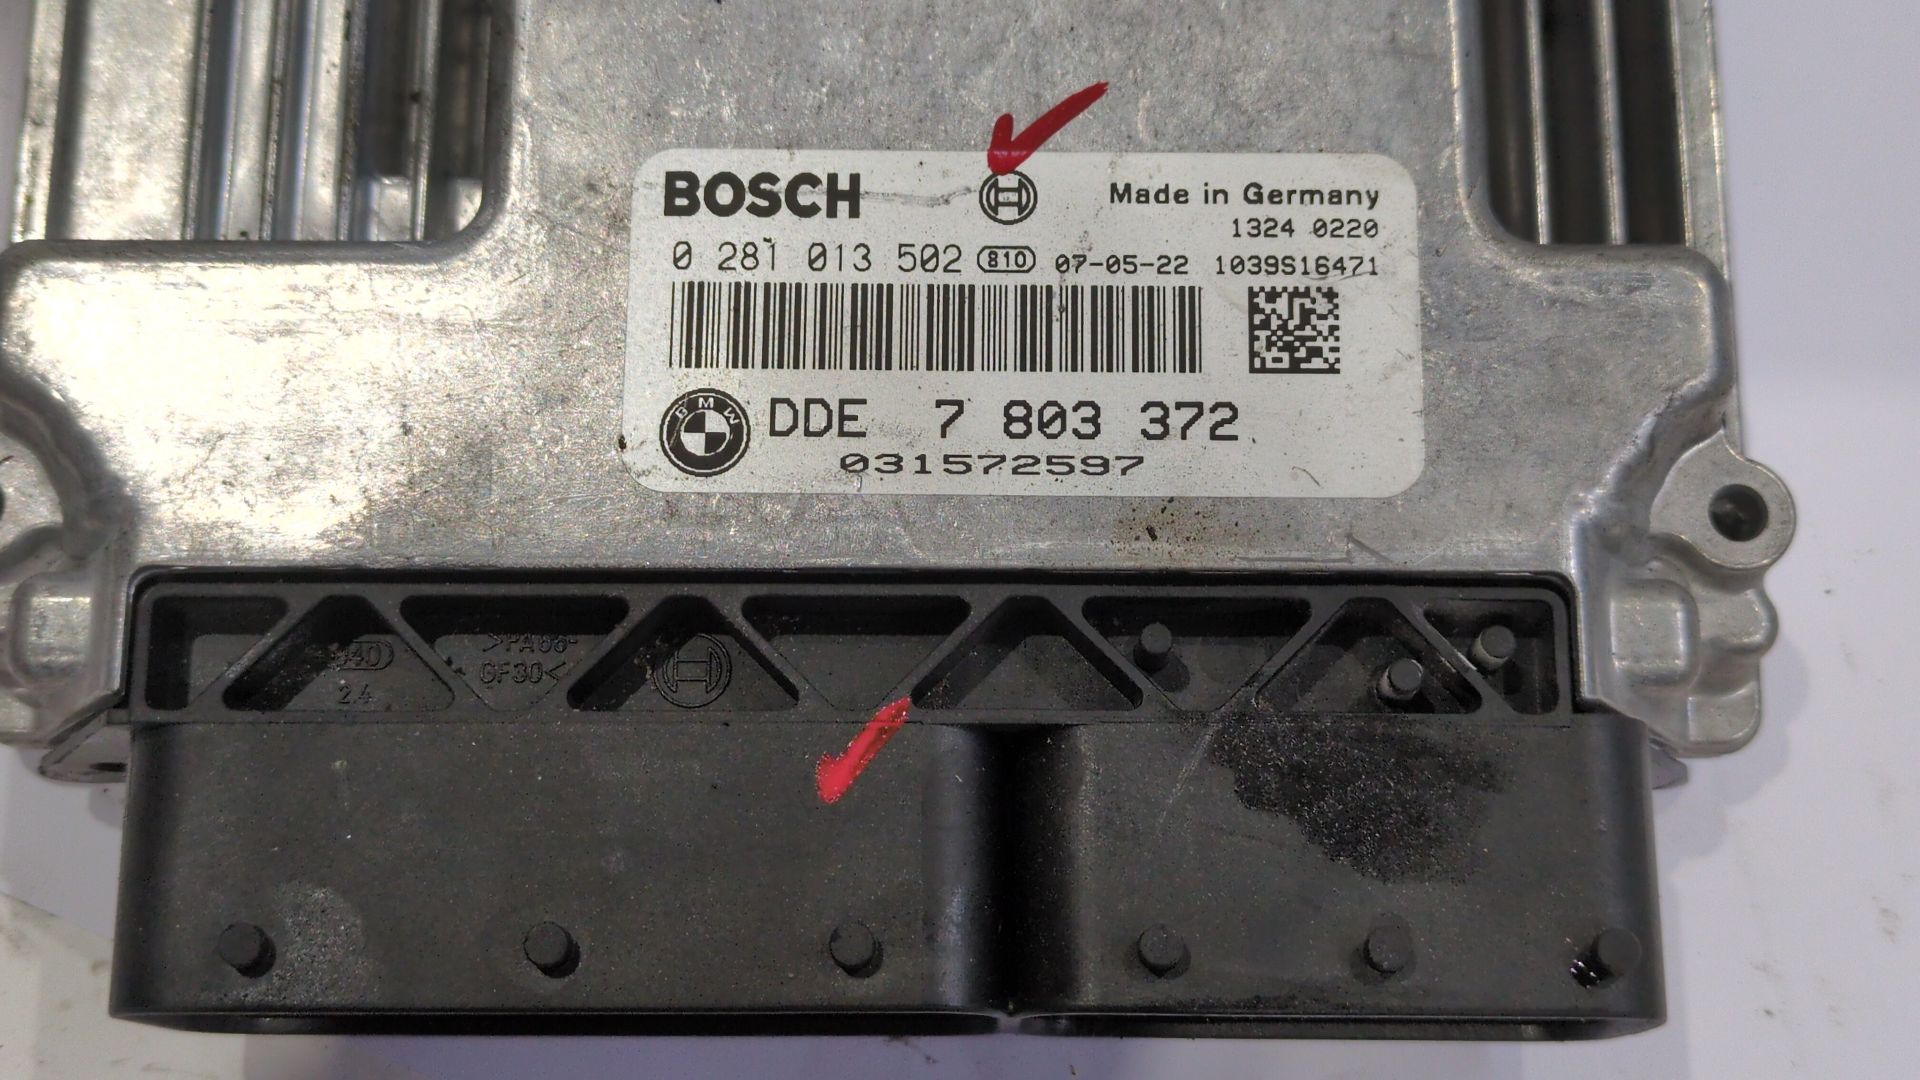 BOSCH
Made in Germany
1324 0220
0 281 013 502 810 07-05-22 1039S16471
BMW
DDE 7 803 372
031572597
>PA66-
GF30<
24